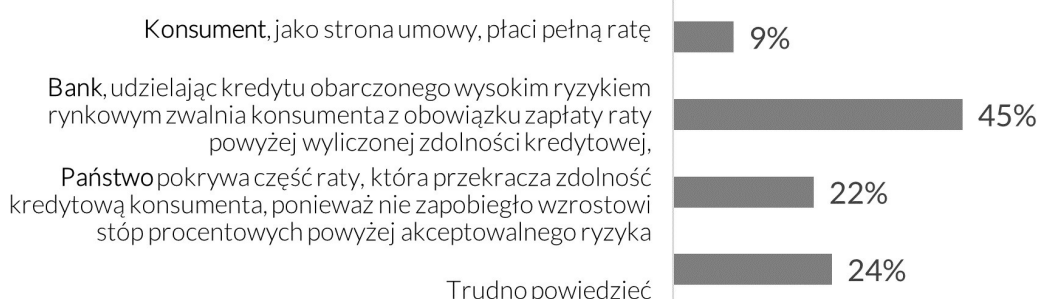 Konsument, jako strona umowy, płaci pełną ratę
9%
Bank, udzielając kredytu obarczonego wysokim ryzykiem
rynkowym zwalnia konsumenta z obowiązku zapłaty raty
powyżej wyliczonej zdolności kredytowej,
45%
Państwo pokrywa część raty, która przekracza zdolność
kredytową konsumenta, ponieważ nie zapobiegło wzrostowi
stóp procentowych powyżej akceptowalnego ryzyka
22%
Trudno powiedzieć
24%